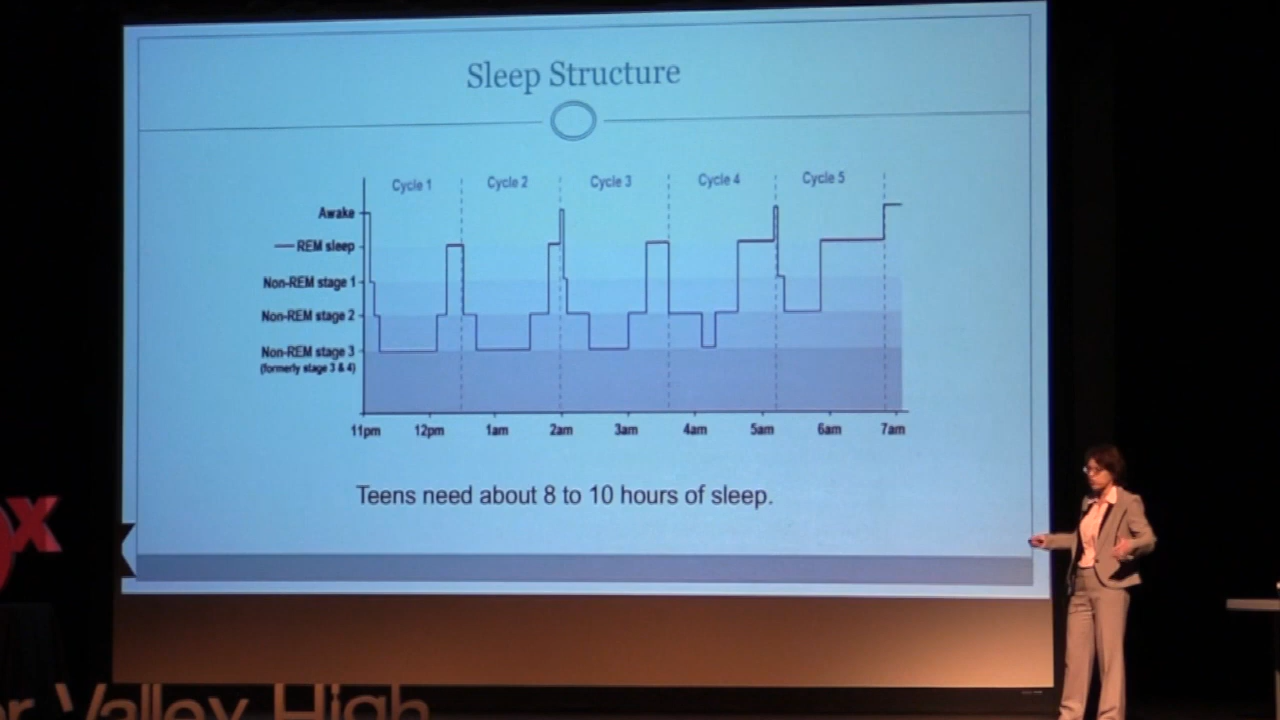 Sleep Structure
Cycle 1 Cycle 2 Cycle 3 Cycle 4 Cycle 5
Awake
REM sleep
Non-REM stage 1
Non-REM stage 2
Non-REM stage 3
(formerly stage 3 & 4)
11pm 12pm 1am 2am 3am 4am 5am 6am 7am
Teens need about 8 to 10 hours of sleep.
x
Valley High